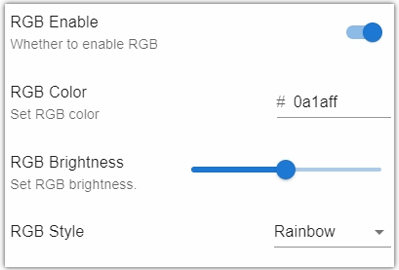 RGB Enable
Whether to enable RGB
RGB Color
# 0a1aff
Set RGB color
RGB Brightness
Set RGB brightness.
RGB Style
Rainbow